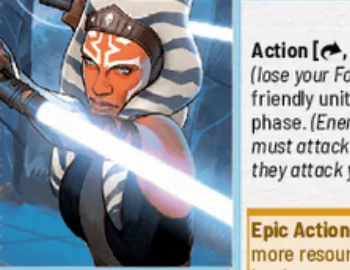 Action [
(lose your Fo
friendly unit
phase. (Ener
must attack
they attack y
Epic Action
more resour